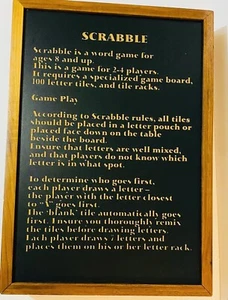 SCRABBLE
Scrabble is a word game for
ages 8 and up.
This is a game for 2-4 players.
It requires a specialized game board,
100 letter tiles, and tile racks.
Game Play
According to Scrabble rules, all tiles
should be placed in a letter pouch or
placed face down on the table
beside the board.
Ensure that letters are well mixed,
and that players do not know which
letter is in what spot.
To determine who goes first,
each player draws a letter –
the player with the letter closest
to "A" goes first.
The 'blank' tile automatically goes
first. Ensure you thoroughly remix
the tiles before drawing letters.
Each player draws 7 letters and
places them on his or her letter rack.